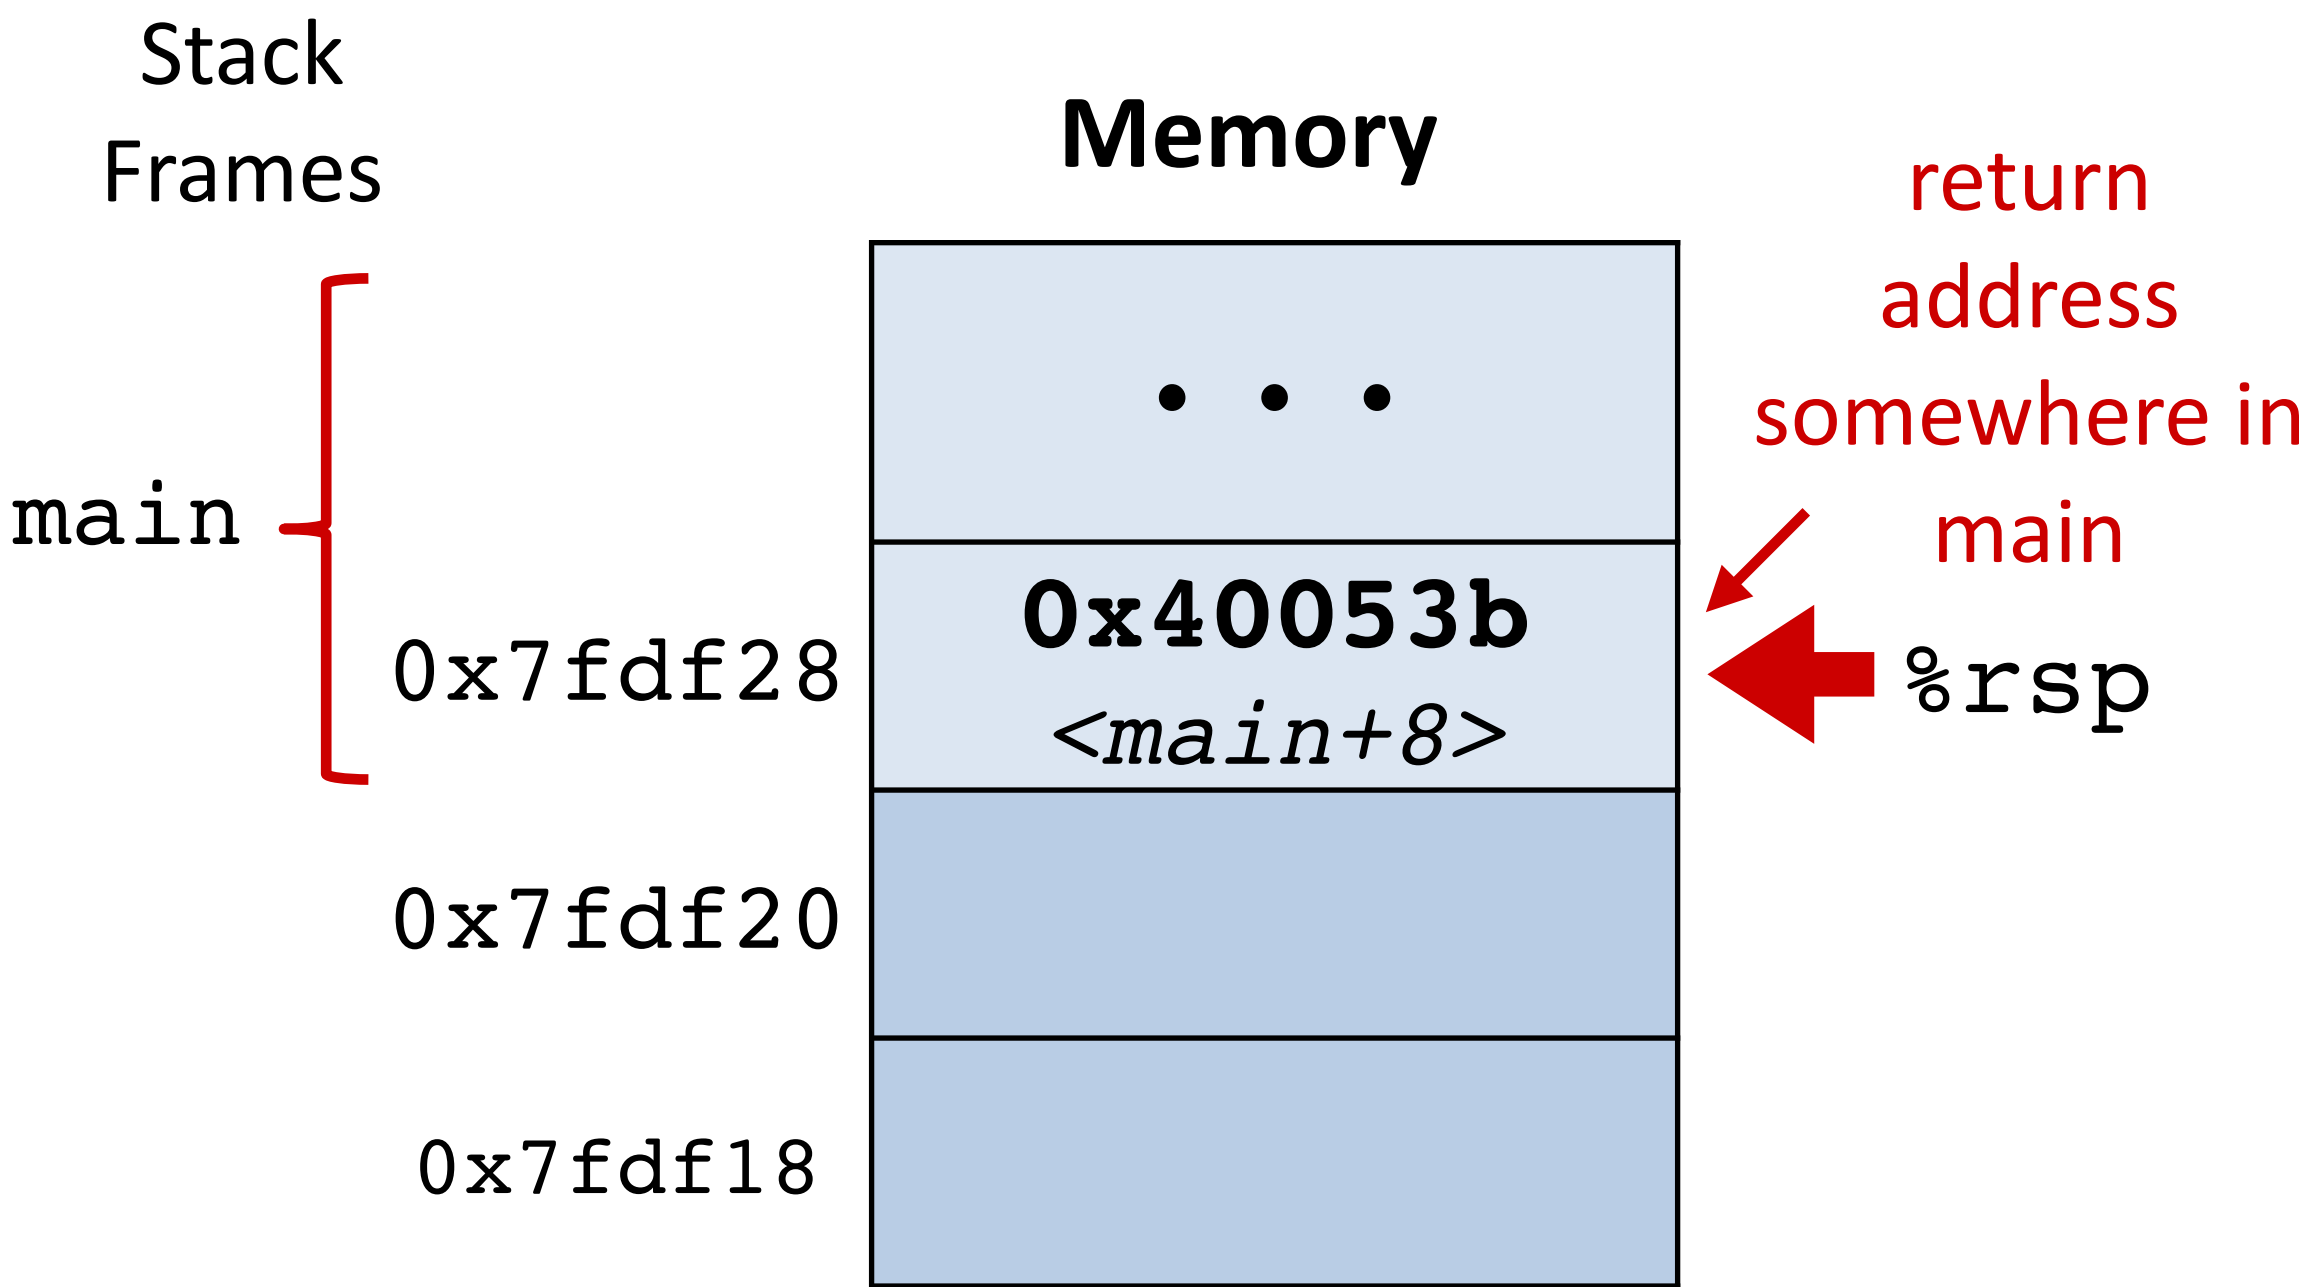 Stack
Frames
Memory
return
address
somewhere in
main
main
. . .
0x40053b
<main+8>
0x7fdf28
%rsp
0x7fdf20
0x7fdf18